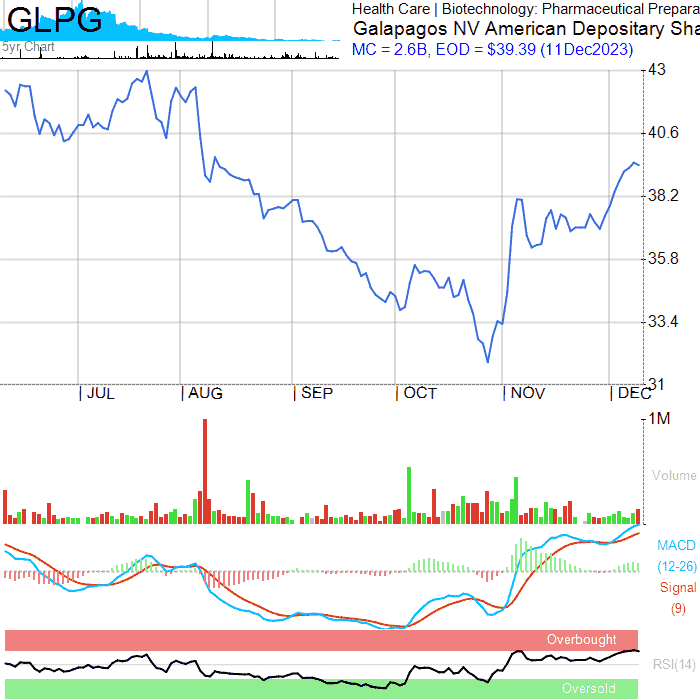 GLPG
Health Care | Biotechnology: Pharmaceutical Prepara
Galapagos NV American Depositary Sha
MC = 2.6B, EOD = $39.39 (11Dec2023)
5yr Chart
43
40.6
38.2
35.8
33.4
31
| JUL | AUG | SEP | OCT | NOV | DEC
1M
Volume
MACD
(12-26)
Signal
(9)
Overbought
RSI(14)
Oversold